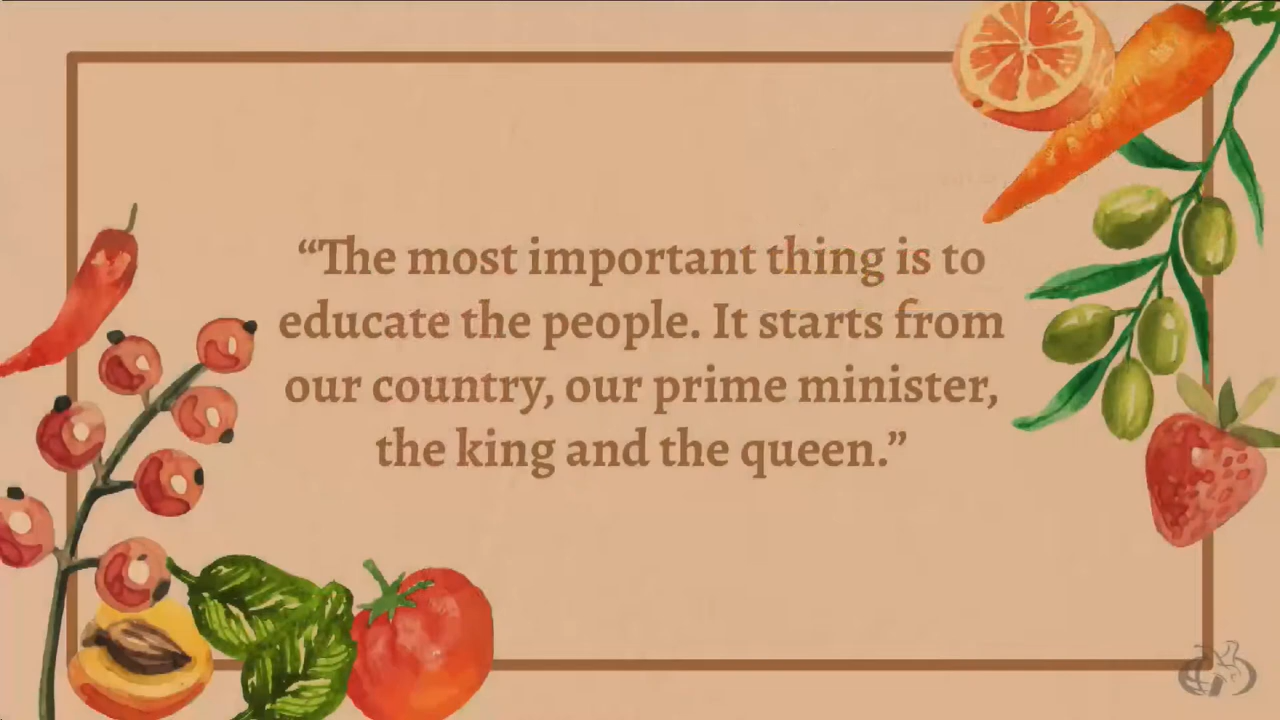 “The most important thing is to
educate the people. It starts from
our country, our prime minister,
the king and the queen.”